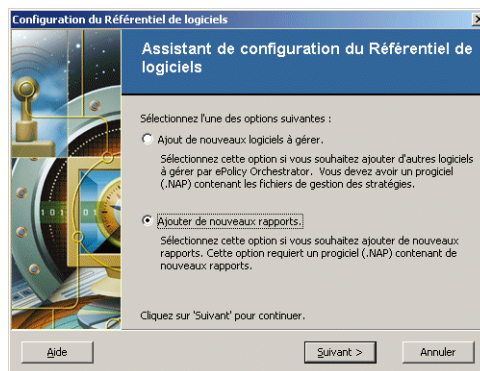 Configuration du Référentiel de logiciels
Assistant de configuration du Référentiel de
logiciels
Sélectionnez l'une des options suivantes :
Ajout de nouveaux logiciels à gérer.
Sélectionnez cette option si vous souhaitez ajouter d'autres logiciels
à gérer par ePolicy Orchestrator. Vous devez avoir un progiciel
(.NAP) contenant les fichiers de gestion des stratégies.
Ajouter de nouveaux rapports.
Sélectionnez cette option si vous souhaitez ajouter de nouveaux
rapports. Cette option requiert un progiciel (.NAP) contenant de
nouveaux rapports.
Cliquez sur 'Suivant' pour continuer.
Aide
Suivant >
Annuler